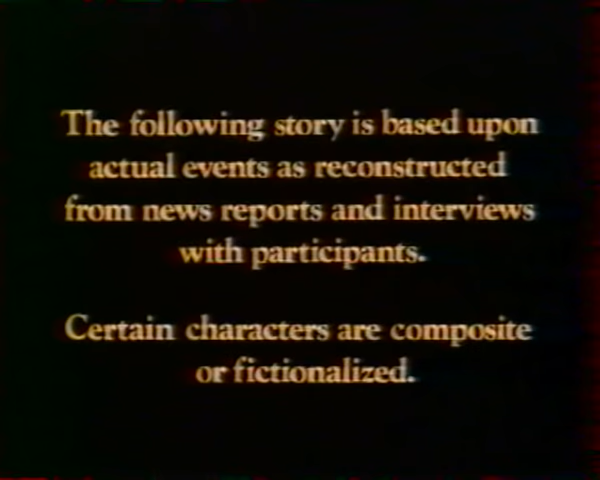 The following story is based upon
actual events as reconstructed
from news reports and interviews
with participants.
Certain characters are composite
or fictionalized.